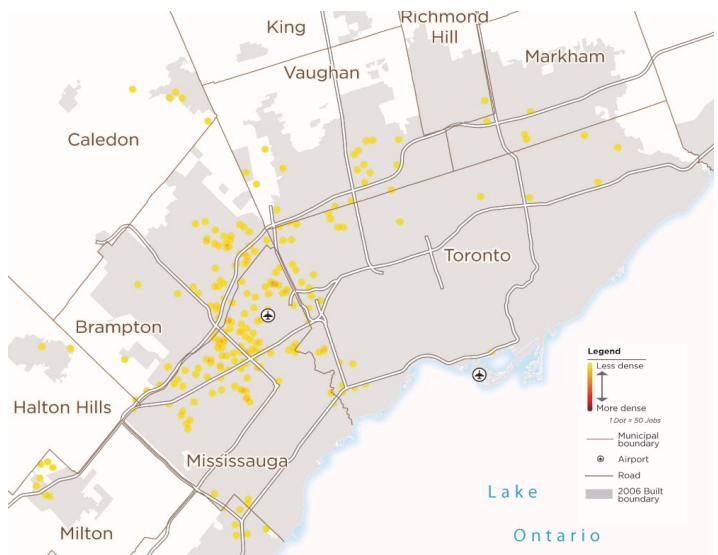 King
Richmond
Hill
Markham
Vaughan
Caledon
Toronto
Brampton
Halton Hills
Mississauga
Milton
Lake
Ontario
Legend
Less dense
More dense
1 Dot = 50 Jobs
Municipal
boundary
Airport
Road
2006 Built
boundary